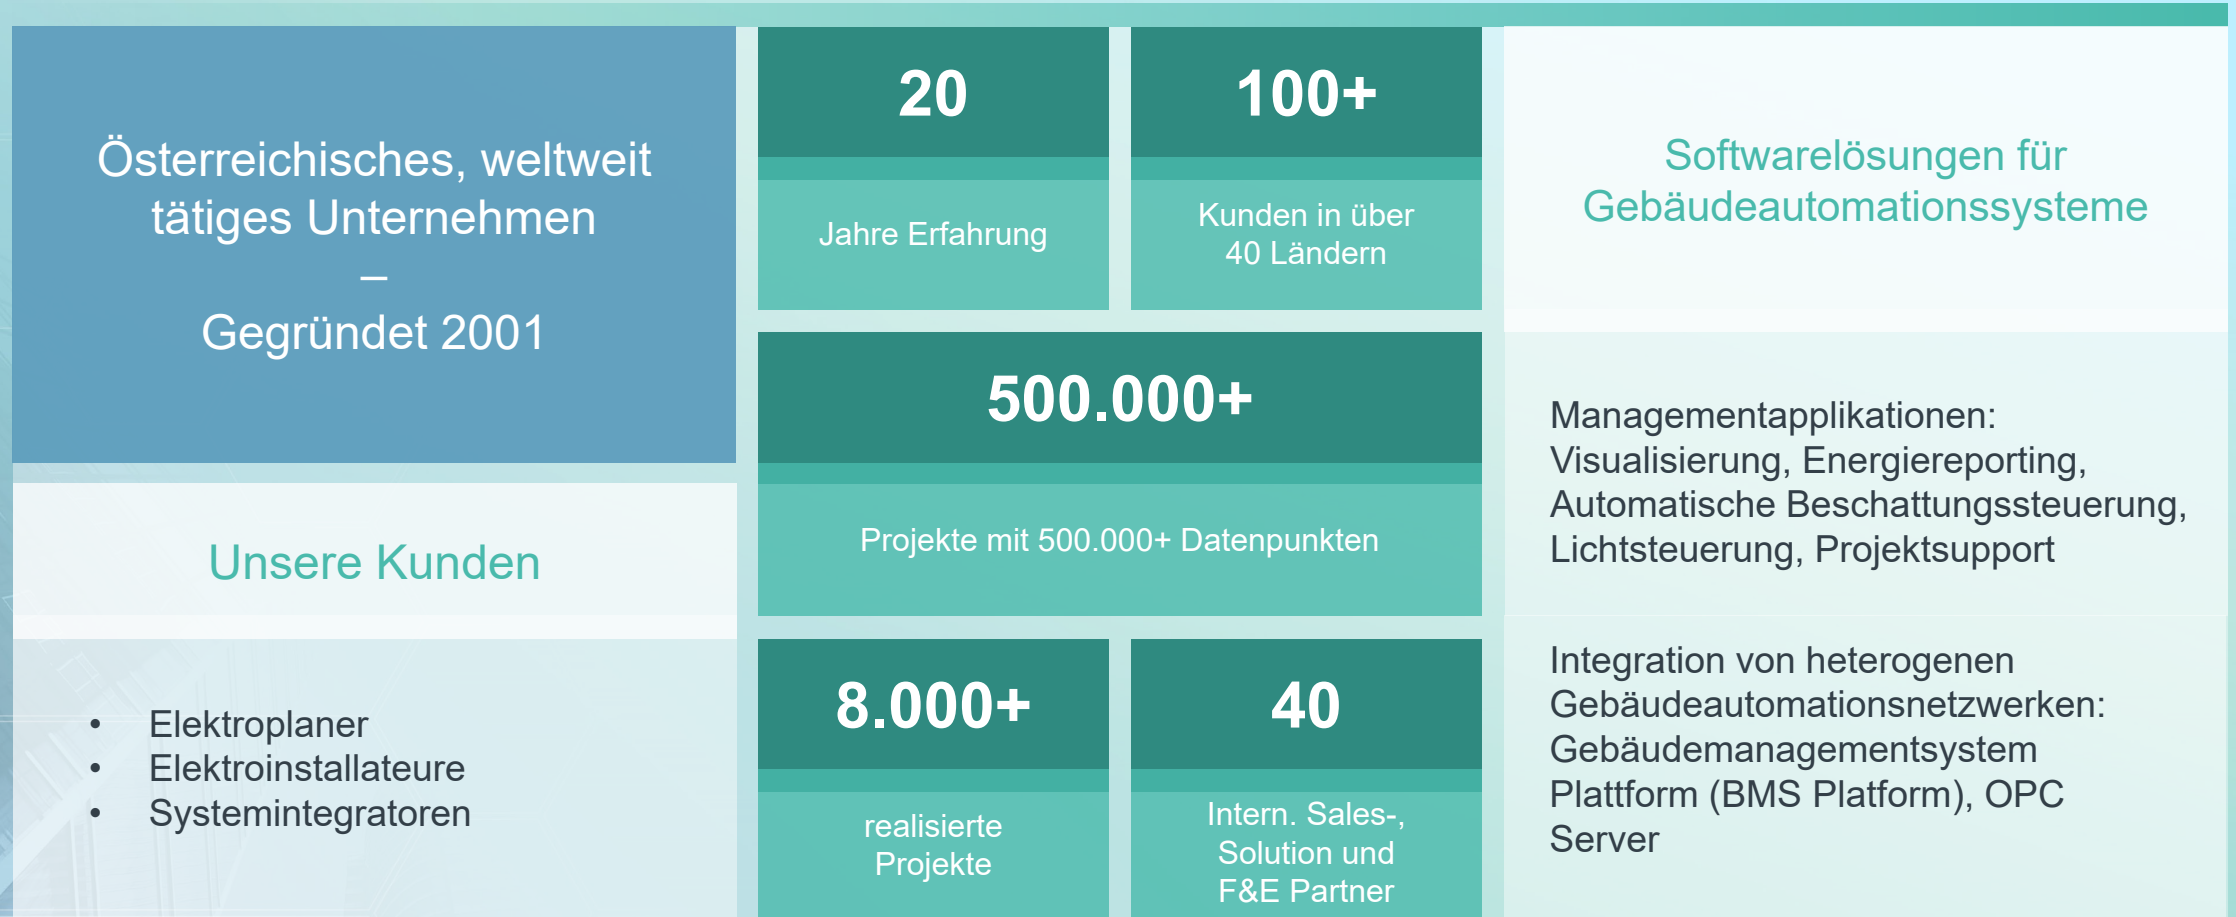 Österreichisches, weltweit
tätiges Unternehmen
–
Gegründet 2001
Unsere Kunden
• Elektroplaner
• Elektroinstallateure
• Systemintegratoren
20
Jahre Erfahrung
100+
Kunden in über
40 Ländern
500.000+
Projekte mit 500.000+ Datenpunkten
8.000+
realisierte
Projekte
40
Intern. Sales-,
Solution und
F&E Partner
Softwarelösungen für
Gebäudeautomationssysteme
Managementapplikationen:
Visualisierung, Energiereporting,
Automatische Beschattungssteuerung,
Lichtsteuerung, Projektsupport
Integration von heterogenen
Gebäudeautomationsnetzwerken:
Gebäudemanagementsystem
Plattform (BMS Platform), OPC
Server